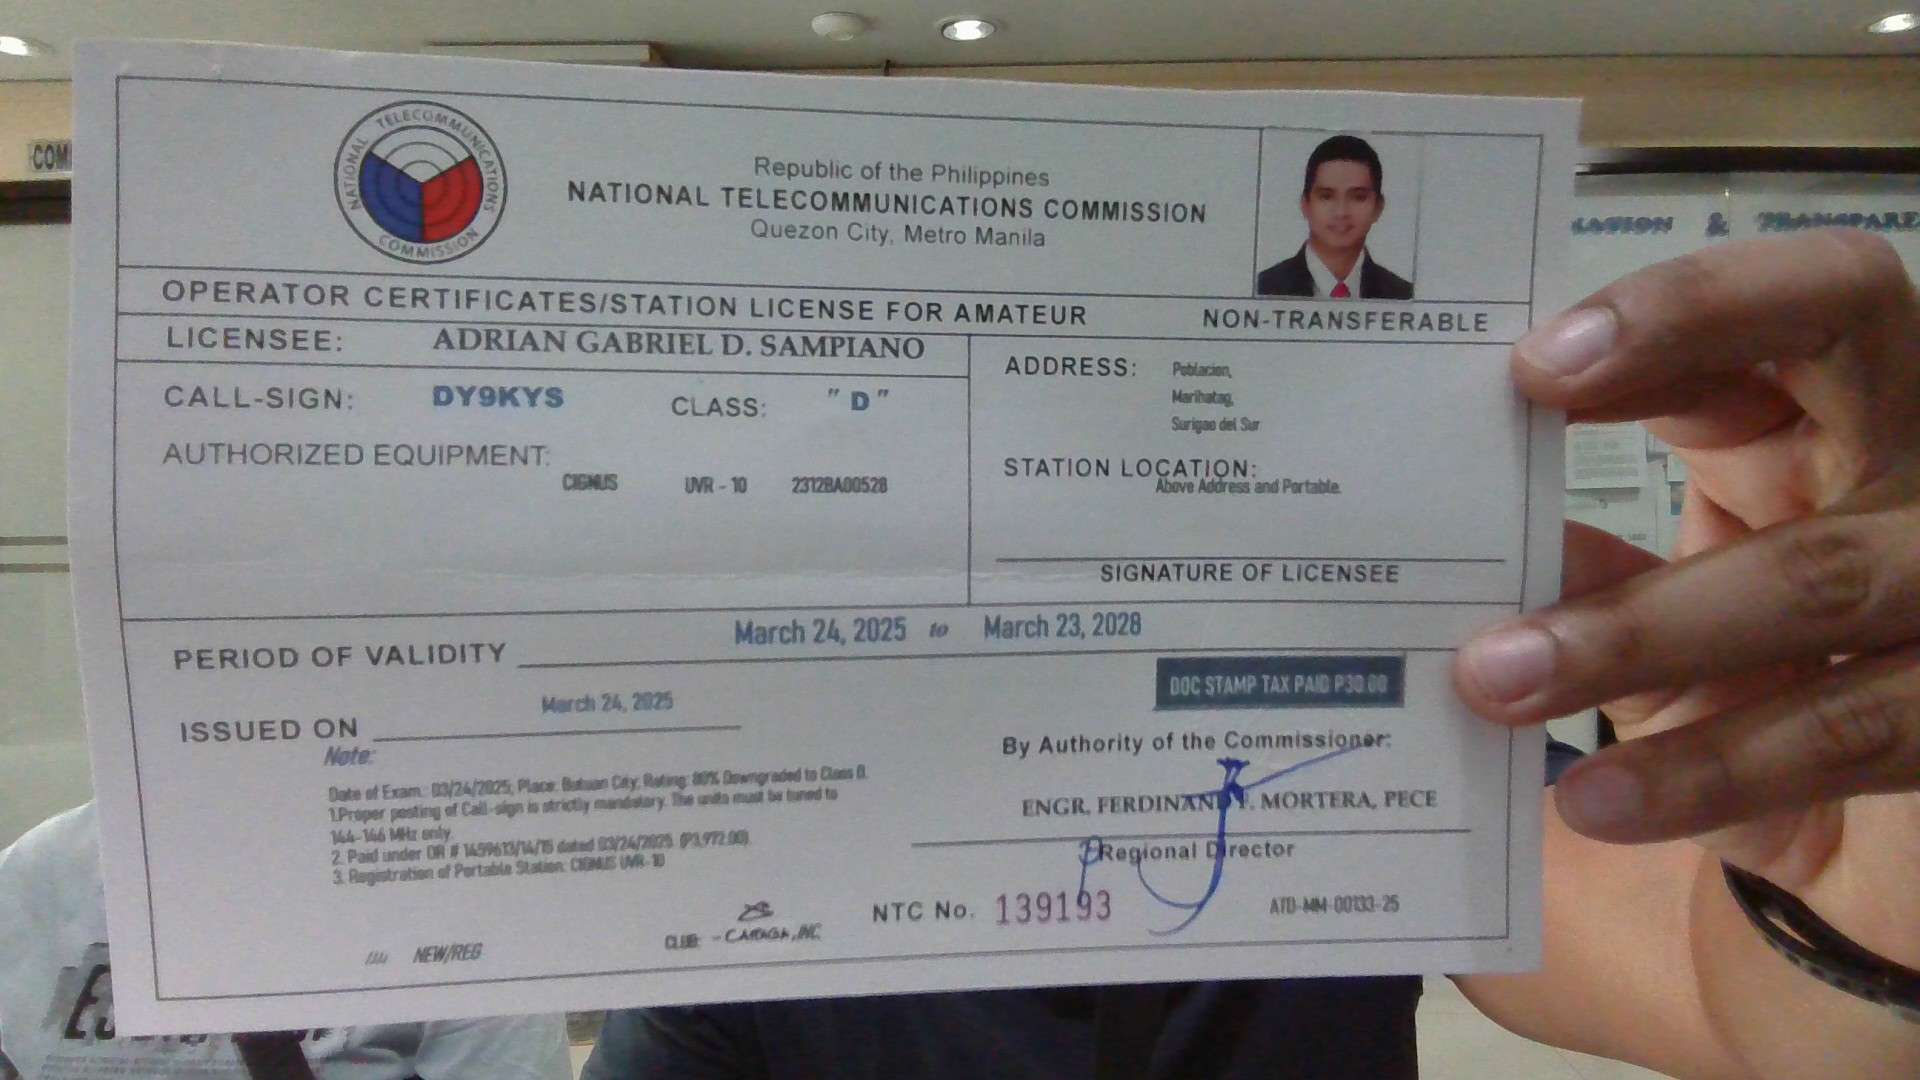 COM
NATIONAL TELECOMMUNICATIONS COMMISSION
Republic of the Philippines
NATIONAL TELECOMMUNICATIONS COMMISSION
Quezon City, Metro Manila
& TRANSPARE
OPERATOR CERTIFICATES/STATION LICENSE FOR AMATEUR
NON-TRANSFERABLE
LICENSEE: ADRIAN GABRIEL D. SAMPIANO
CALL-SIGN: DY9KYS CLASS: "D"
AUTHORIZED EQUIPMENT:
CIGNUS UVR - 10 2312BA00528
ADDRESS: Poblacion,
Marihatag,
Surigao del Sur
STATION LOCATION:
Above Address and Portable.
SIGNATURE OF LICENSEE
PERIOD OF VALIDITY March 24, 2025 to March 23, 2028
ISSUED ON March 24, 2025
Note:
Date of Exam.: 03/24/2025; Place: Butuan City; Rating: 80% Downgraded to Class D.
1.Proper posting of Call-sign is strictly mandatory. The units must be tuned to
144-146 MHz only.
2. Paid under OR # 1459613/14/15 dated 03/24/2025 (P3,972.00)
3. Registration of Portable Station: CIGNUS UVR-10
DOC STAMP TAX PAID P30.00
By Authority of the Commissioner:
ENGR. FERDINAND F. MORTERA, PECE
Regional Director
NTC No. 139193
ATD-MM-00133-25
CLUB: - CARAGA, INC.
NEW/REG